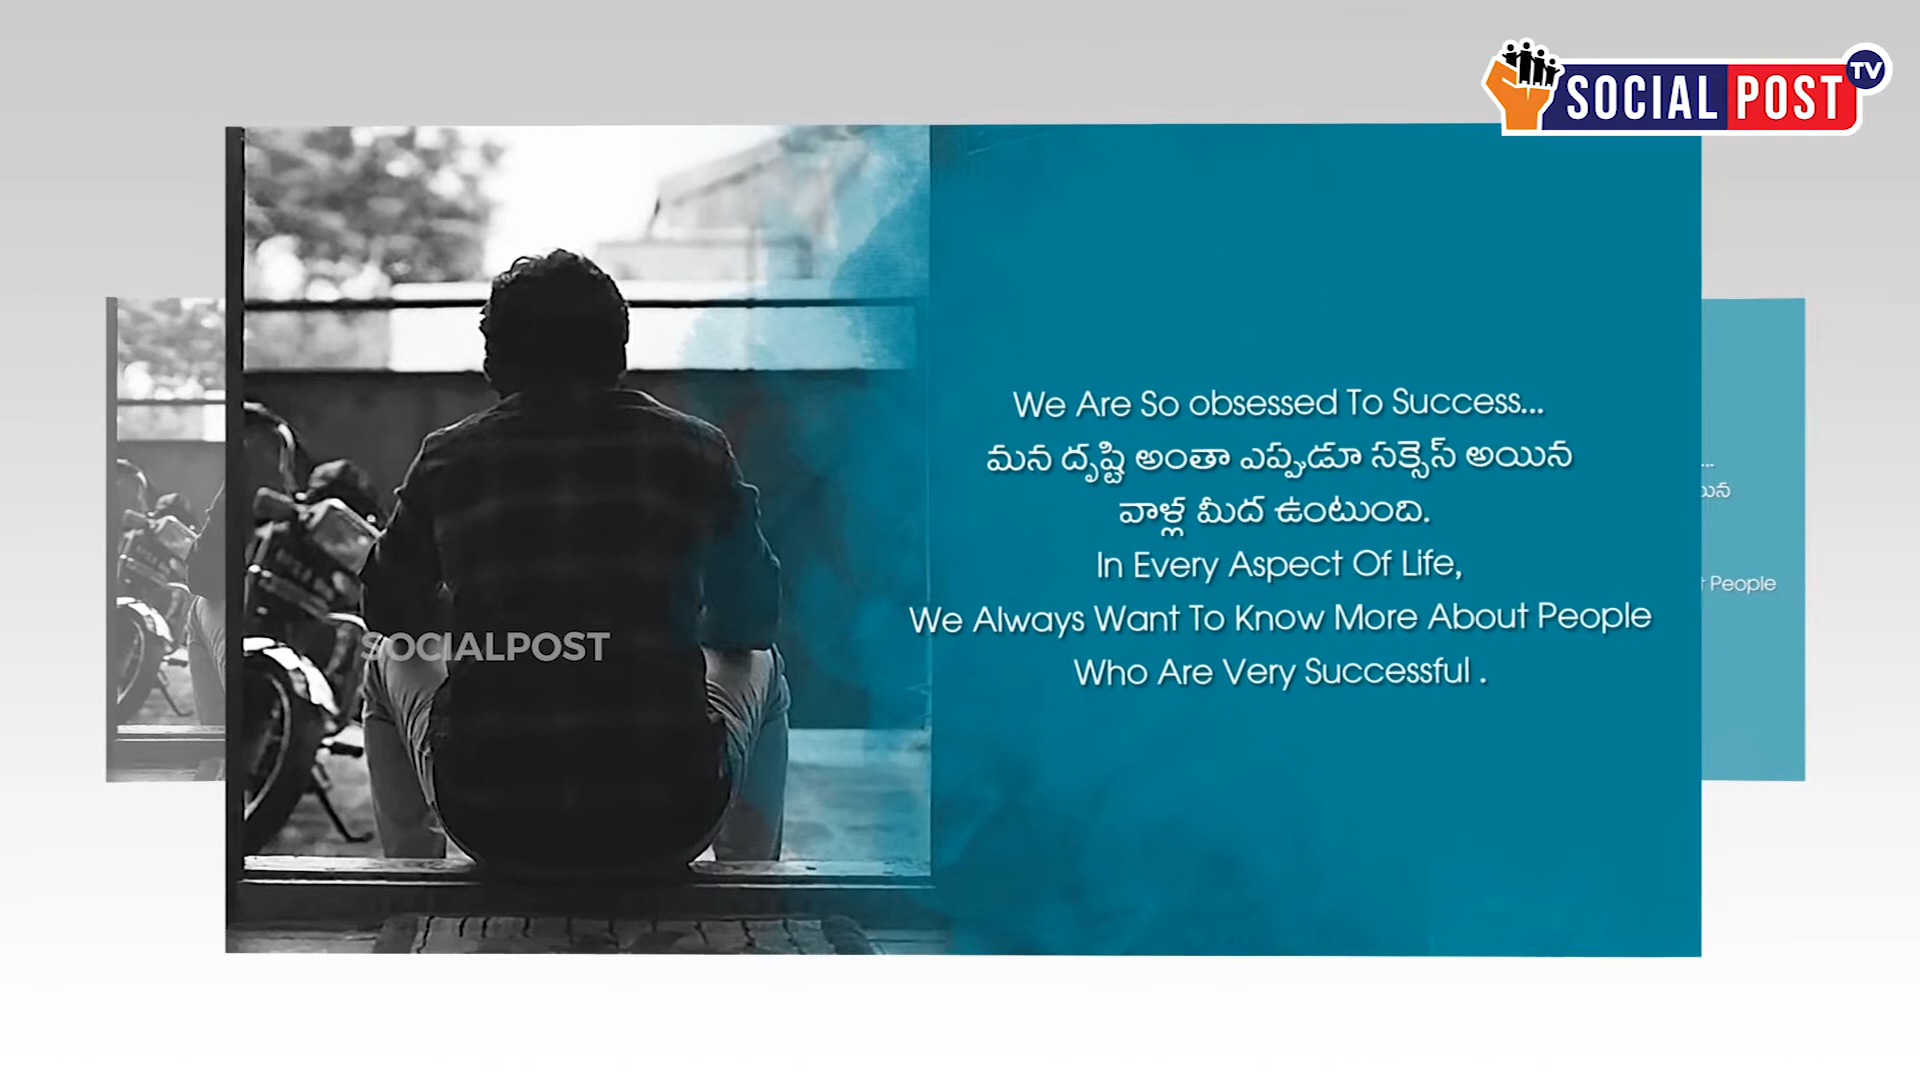 SOCIAL POST TV
We Are So obsessed To Success...
మన దృష్టి అంతా ఎప్పుడూ సక్సెస్ అయిన
వాళ్ల మీద ఉంటుంది.
In Every Aspect Of Life,
We Always Want To Know More About People
Who Are Very Successful .
SOCIALPOST
...
యిన
People